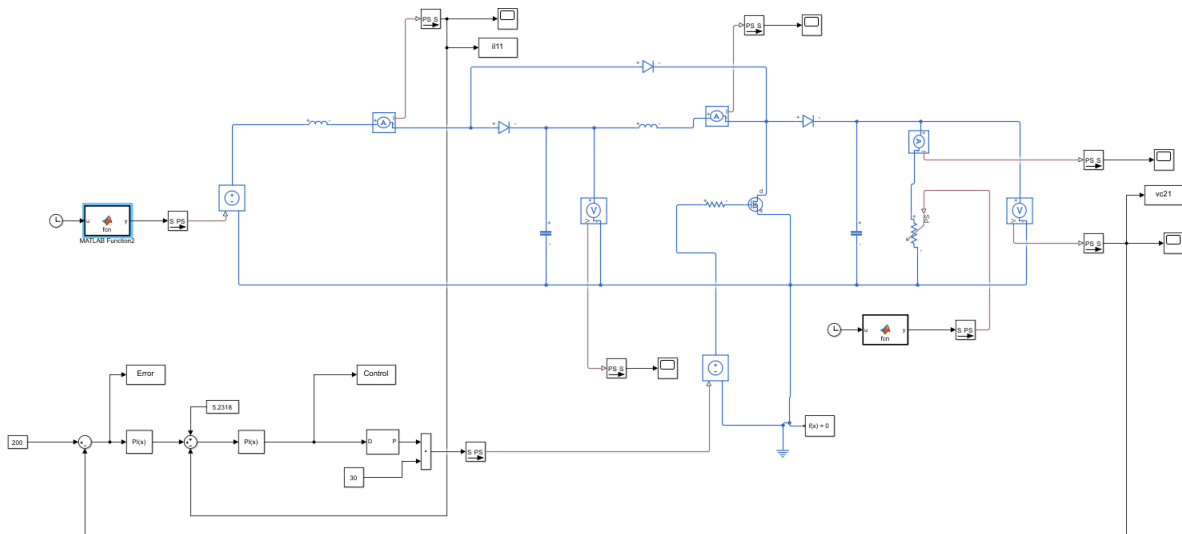 PS S
PS S
il11
A
A
A
PS S
vc21
u
fcn
y
S PS
MATLAB Function2
V
V
PS
V
V
PS S
u
fcn
y
S PS
PS S
Error
Control
5.2318
200
PI(s)
PI(s)
D
P
30
S PS
f(x) = 0